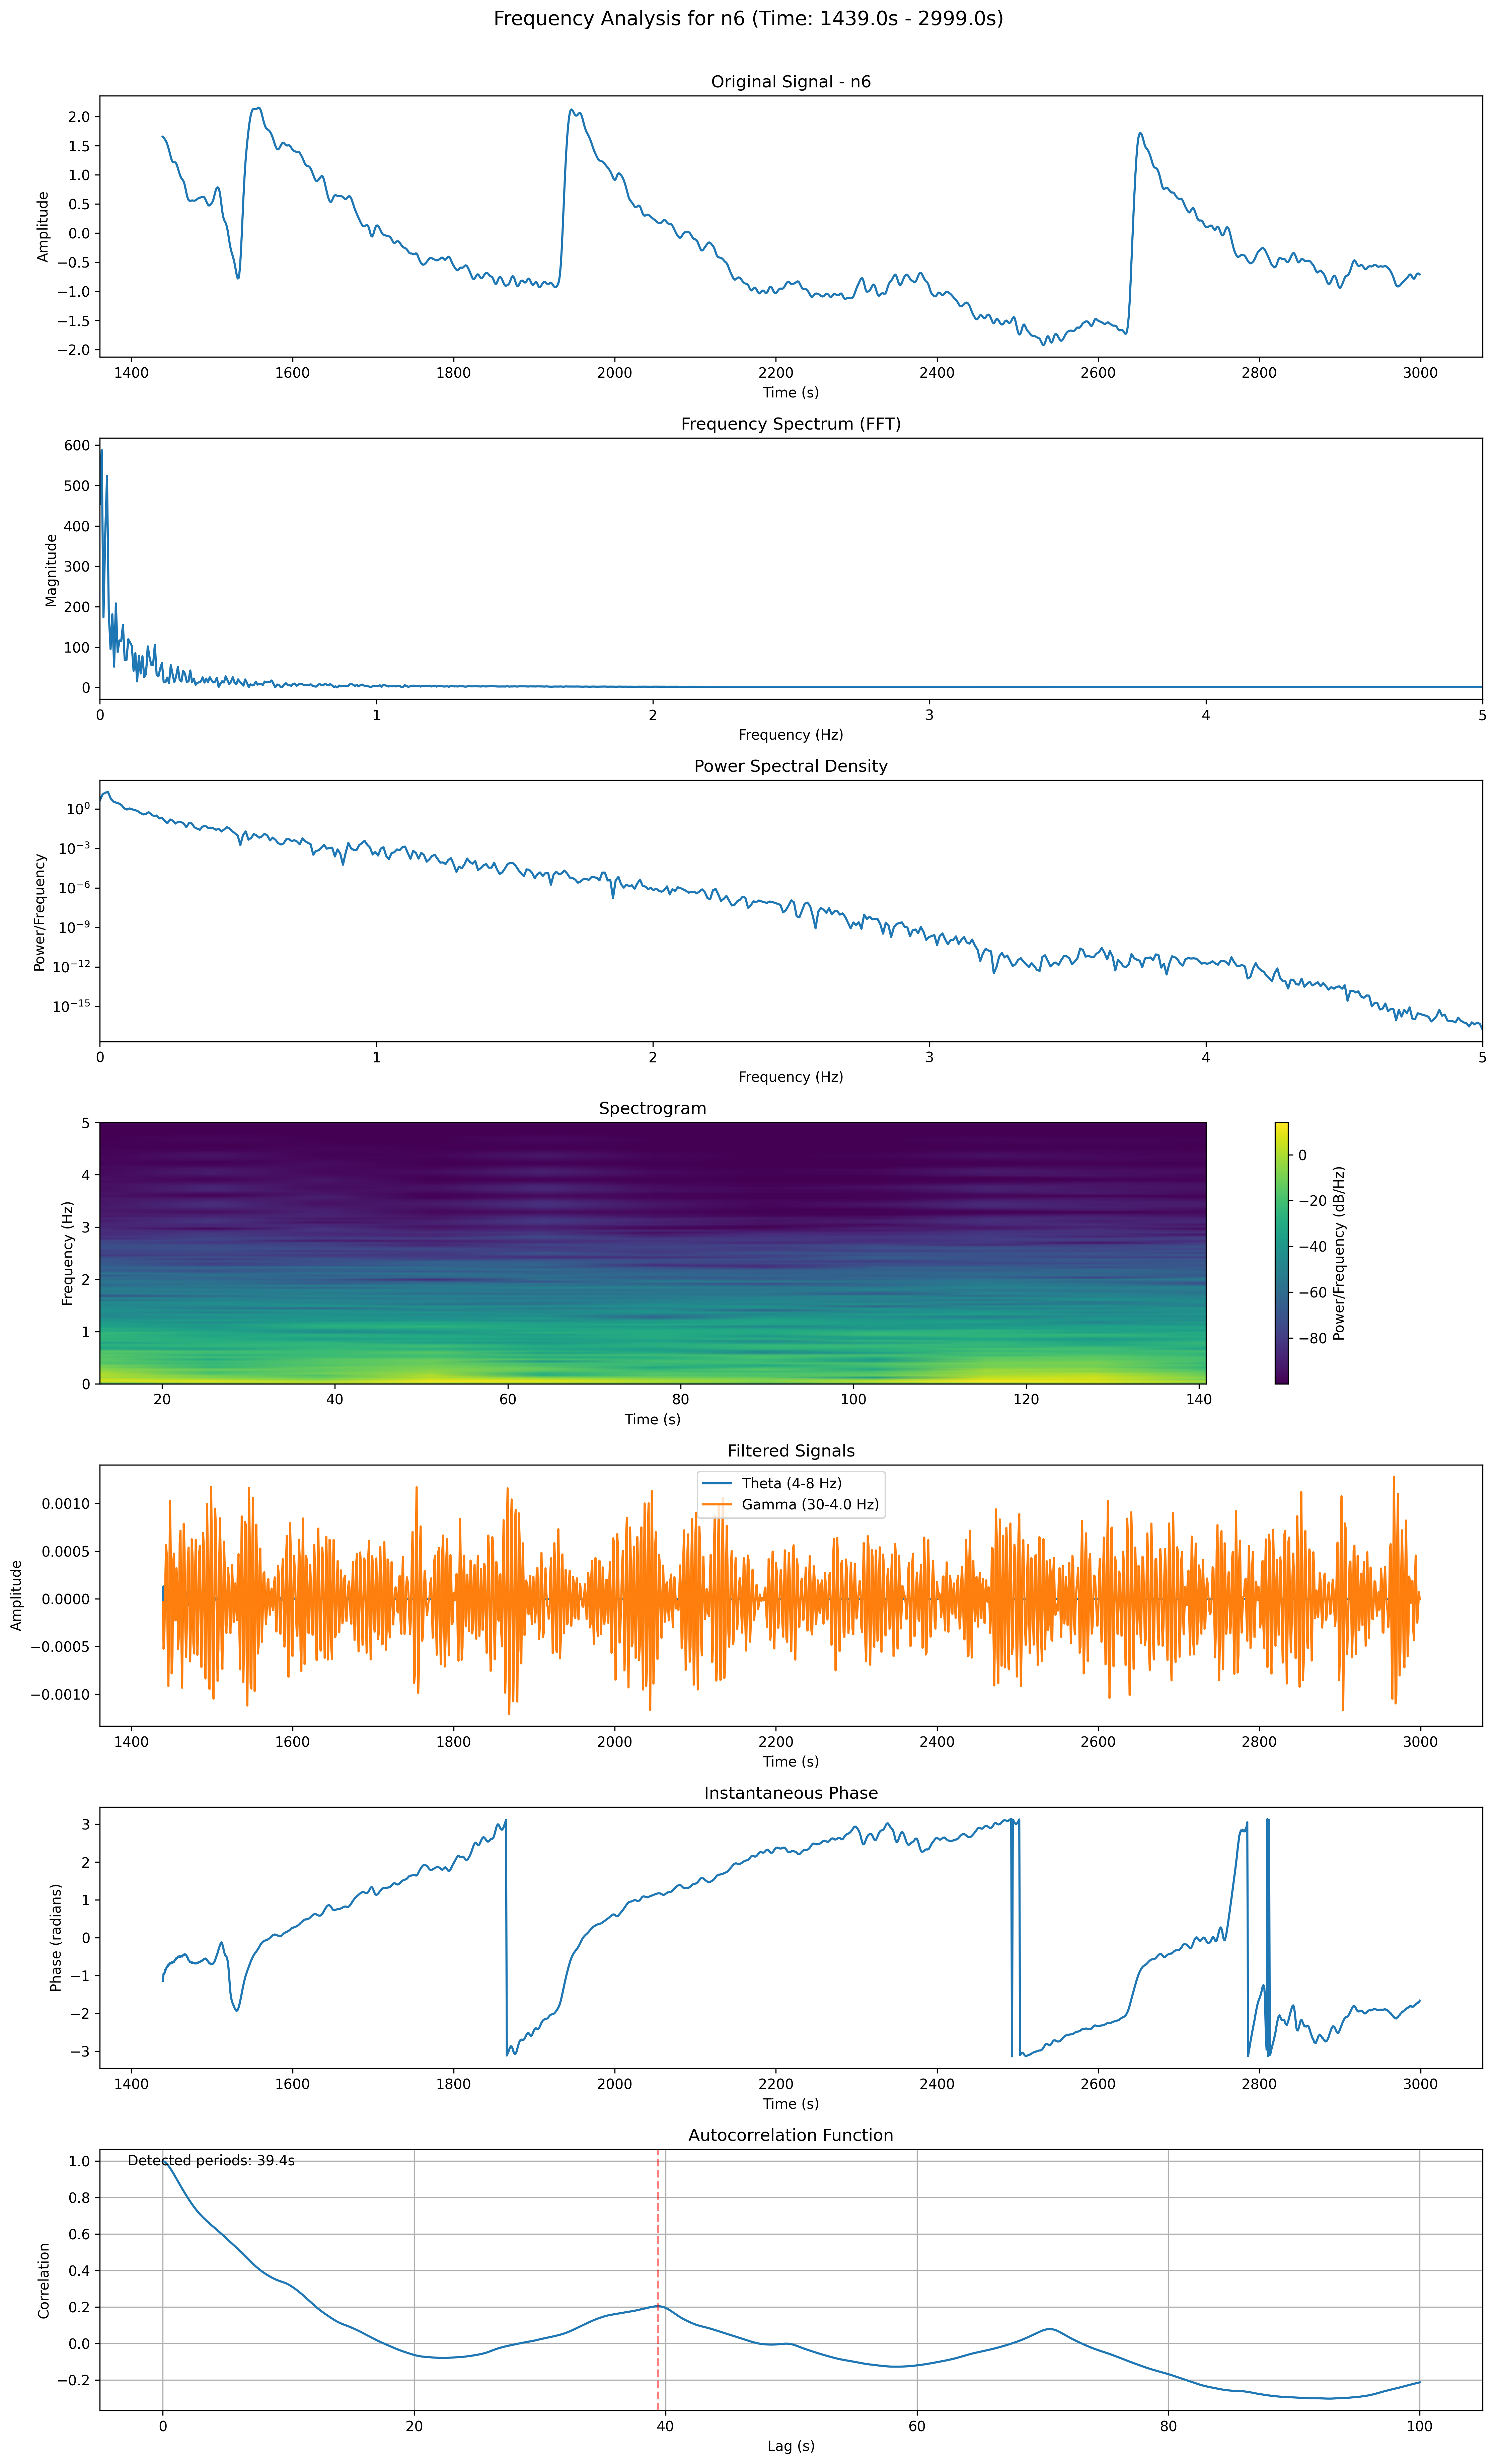 Frequency Analysis for n6 (Time: 1439.0s - 2999.0s)
Original Signal - n6
Amplitude
2.0
1.5
1.0
0.5
0.0
−0.5
−1.0
−1.5
−2.0
1400 1600 1800 2000 2200 2400 2600 2800 3000
Time (s)
Frequency Spectrum (FFT)
Magnitude
600
500
400
300
200
100
0
0 1 2 3 4 5
Frequency (Hz)
Power Spectral Density
Power/Frequency
10⁰
10⁻³
10⁻⁶
10⁻⁹
10⁻¹²
10⁻¹⁵
0 1 2 3 4 5
Frequency (Hz)
Spectrogram
Frequency (Hz)
5
4
3
2
1
0
20 40 60 80 100 120 140
Time (s)
0
−20
−40
−60
−80
Power/Frequency (dB/Hz)
Filtered Signals
Theta (4-8 Hz)
Gamma (30-4.0 Hz)
Amplitude
0.0010
0.0005
0.0000
−0.0005
−0.0010
1400 1600 1800 2000 2200 2400 2600 2800 3000
Time (s)
Instantaneous Phase
Phase (radians)
3
2
1
0
−1
−2
−3
1400 1600 1800 2000 2200 2400 2600 2800 3000
Time (s)
Autocorrelation Function
Detected periods: 39.4s
Correlation
1.0
0.8
0.6
0.4
0.2
0.0
−0.2
0 20 40 60 80 100
Lag (s)